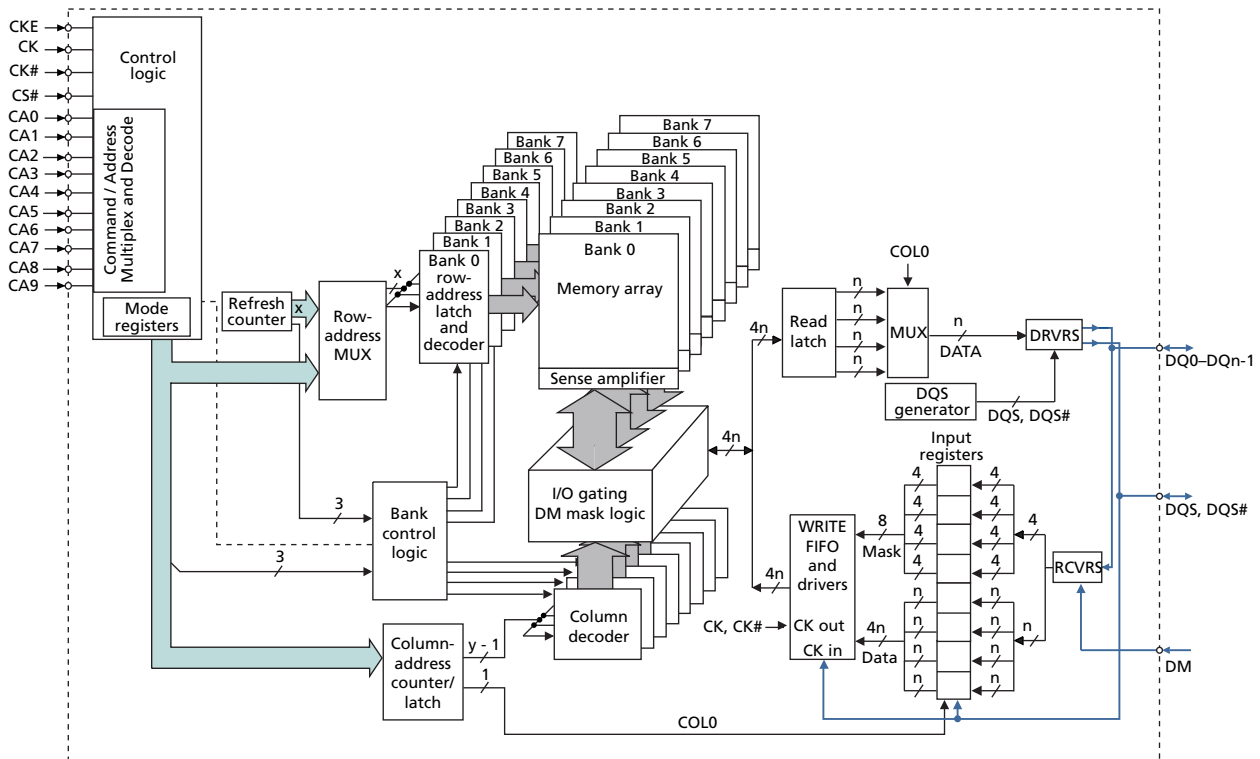 CKE
CK
CK#
CS#
CA0
CA1
CA2
CA3
CA4
CA5
CA6
CA7
CA8
CA9
Control
logic
Command / Address
Multiplex and Decode
Mode
registers
Refresh
counter
x
Row-
address
MUX
x
3
3
Bank
control
logic
Column-
address
counter/
latch
y - 1
1
Bank 7
Bank 6
Bank 5
Bank 4
Bank 3
Bank 2
Bank 1
Bank 0
row-
address
latch
and
decoder
Bank 7
Bank 6
Bank 5
Bank 4
Bank 3
Bank 2
Bank 1
Bank 0
Memory array
Sense amplifier
I/O gating
DM mask logic
Column
decoder
COL0
4n
4n
4n
Read
latch
n
n
n
n
COL0
MUX
n
DATA
DRVRS
DQS
generator
DQS, DQS#
DQ0–DQn-1
DQS, DQS#
DM
Input
registers
WRITE
FIFO
and
drivers
CK out
CK in
CK, CK#
8
Mask
4n
Data
4
4
4
4
n
n
n
n
4
4
4
4
n
n
n
n
4
n
RCVRS